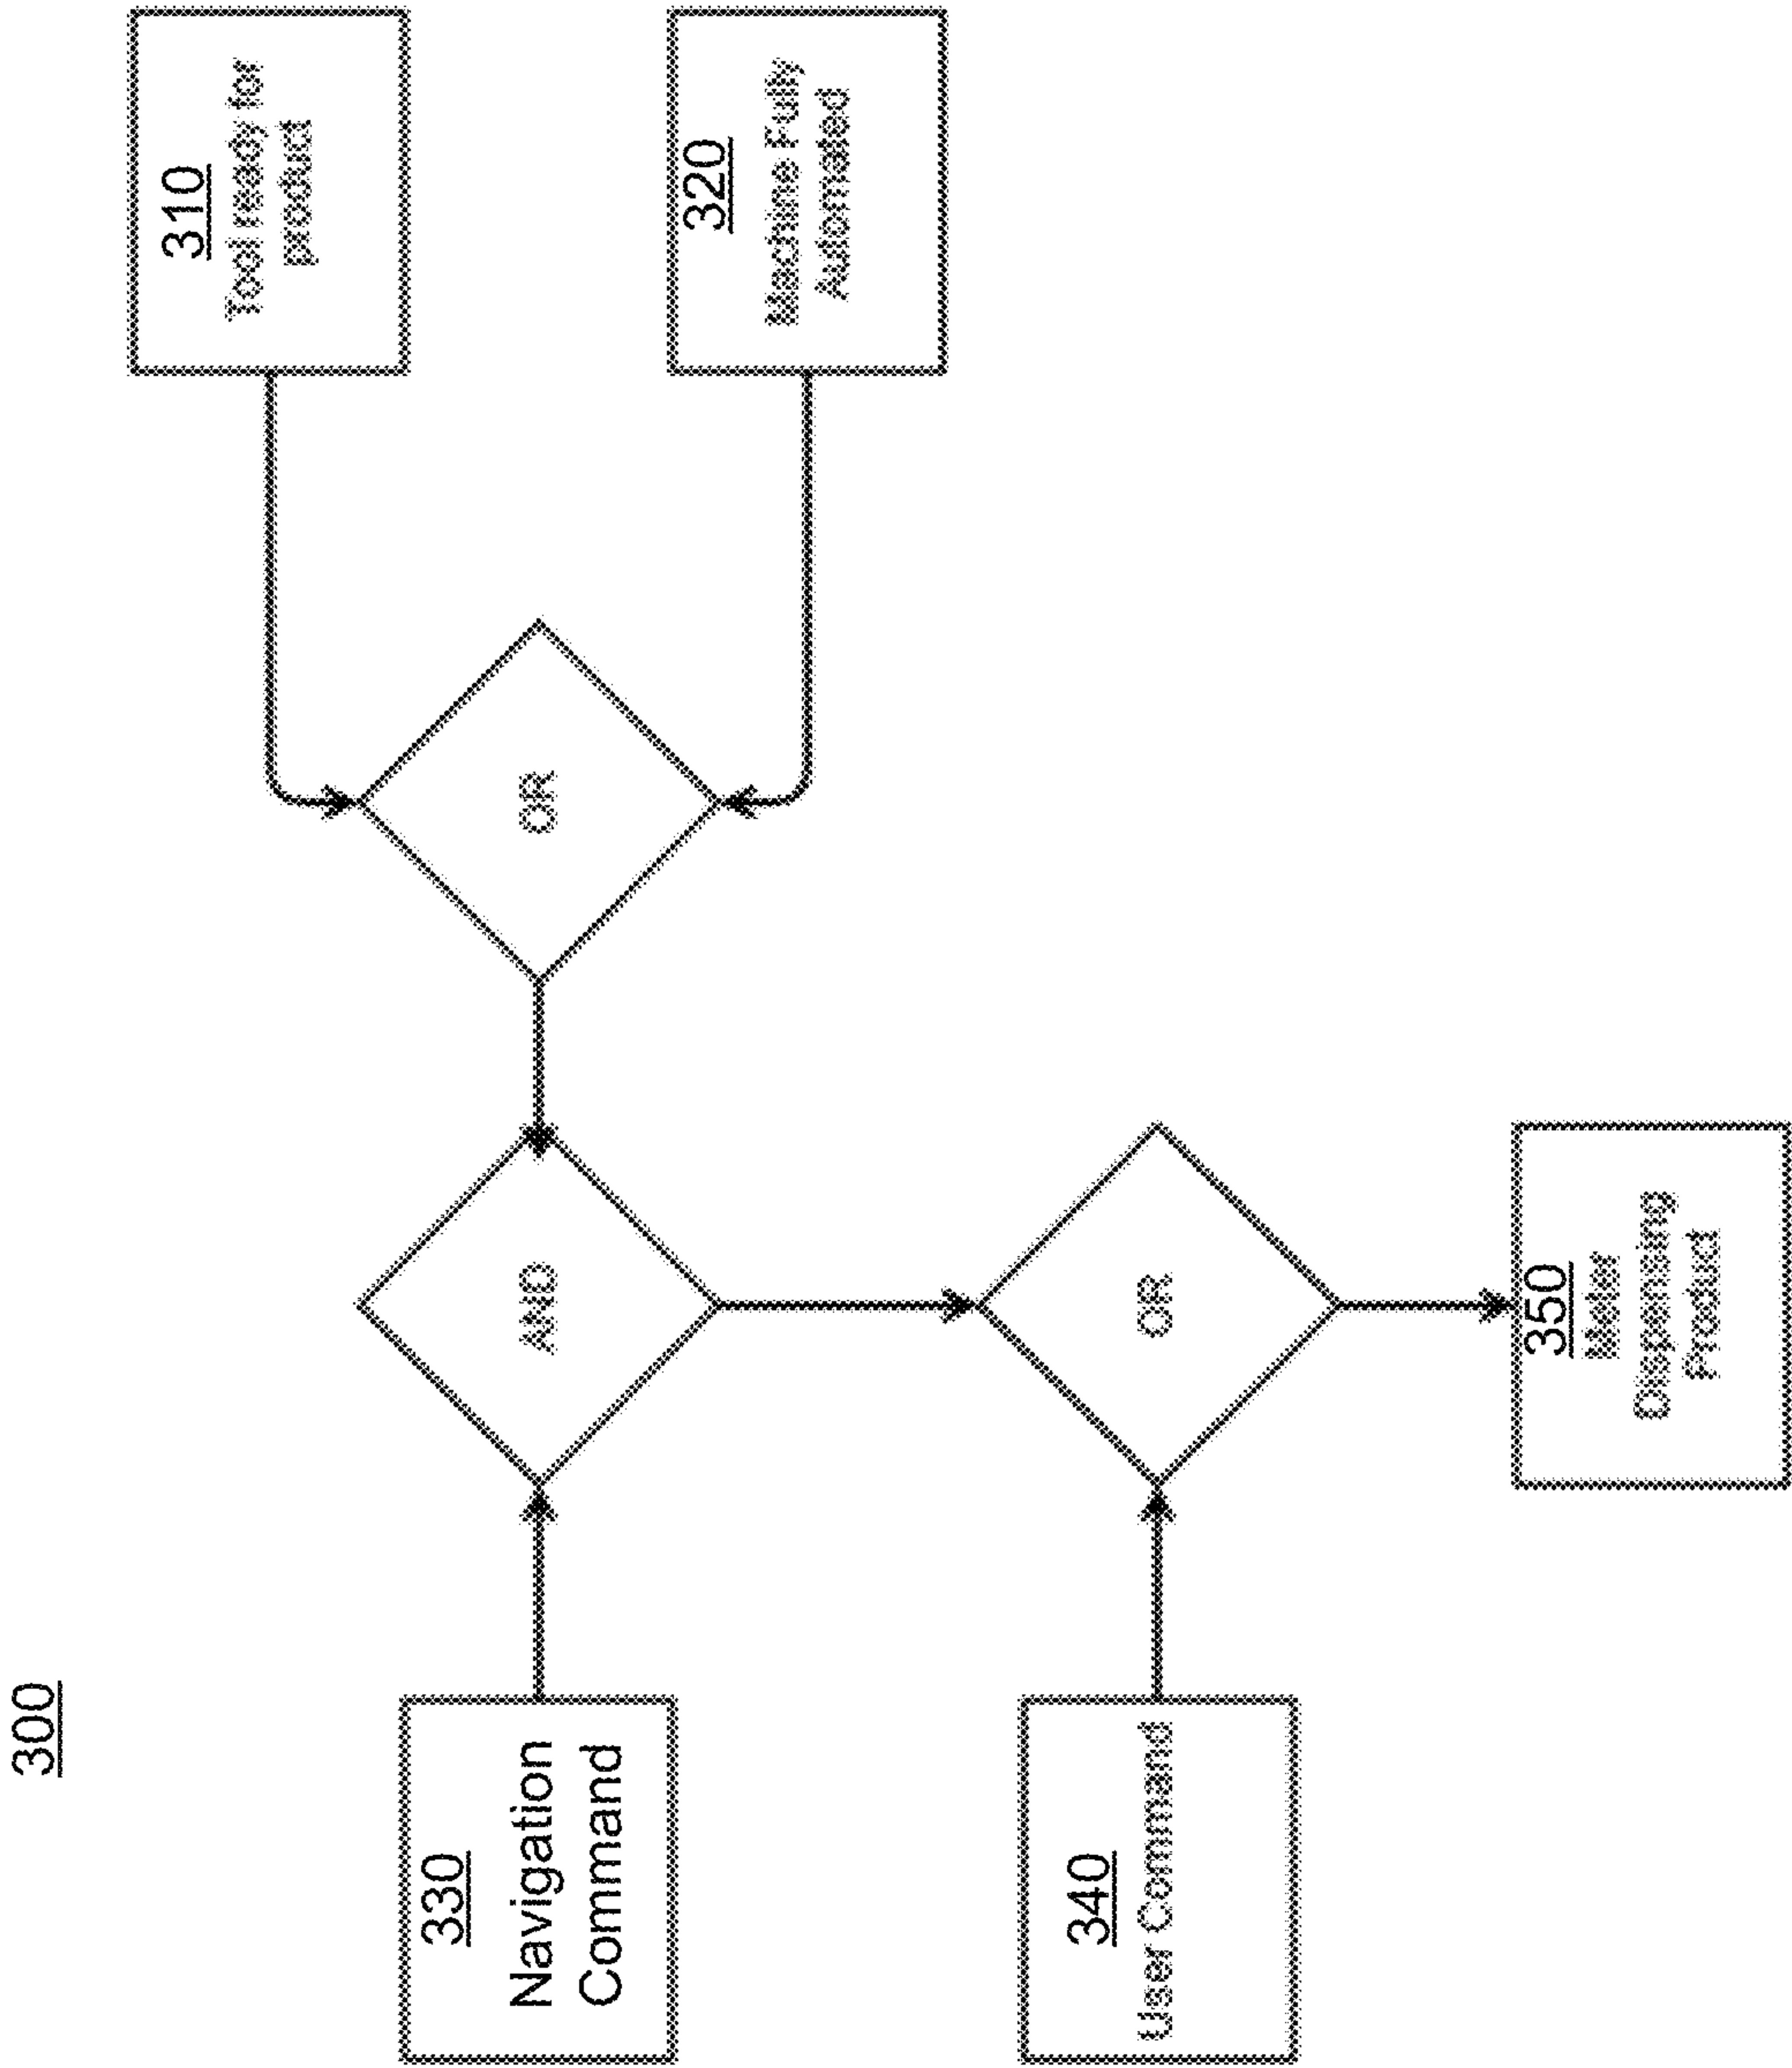 300
310
Tool ready for
product
320
Machine Fully
Automated
OR
AND
330
Navigation
Command
OR
340
User Command
350
Meter
Dispensing
Product